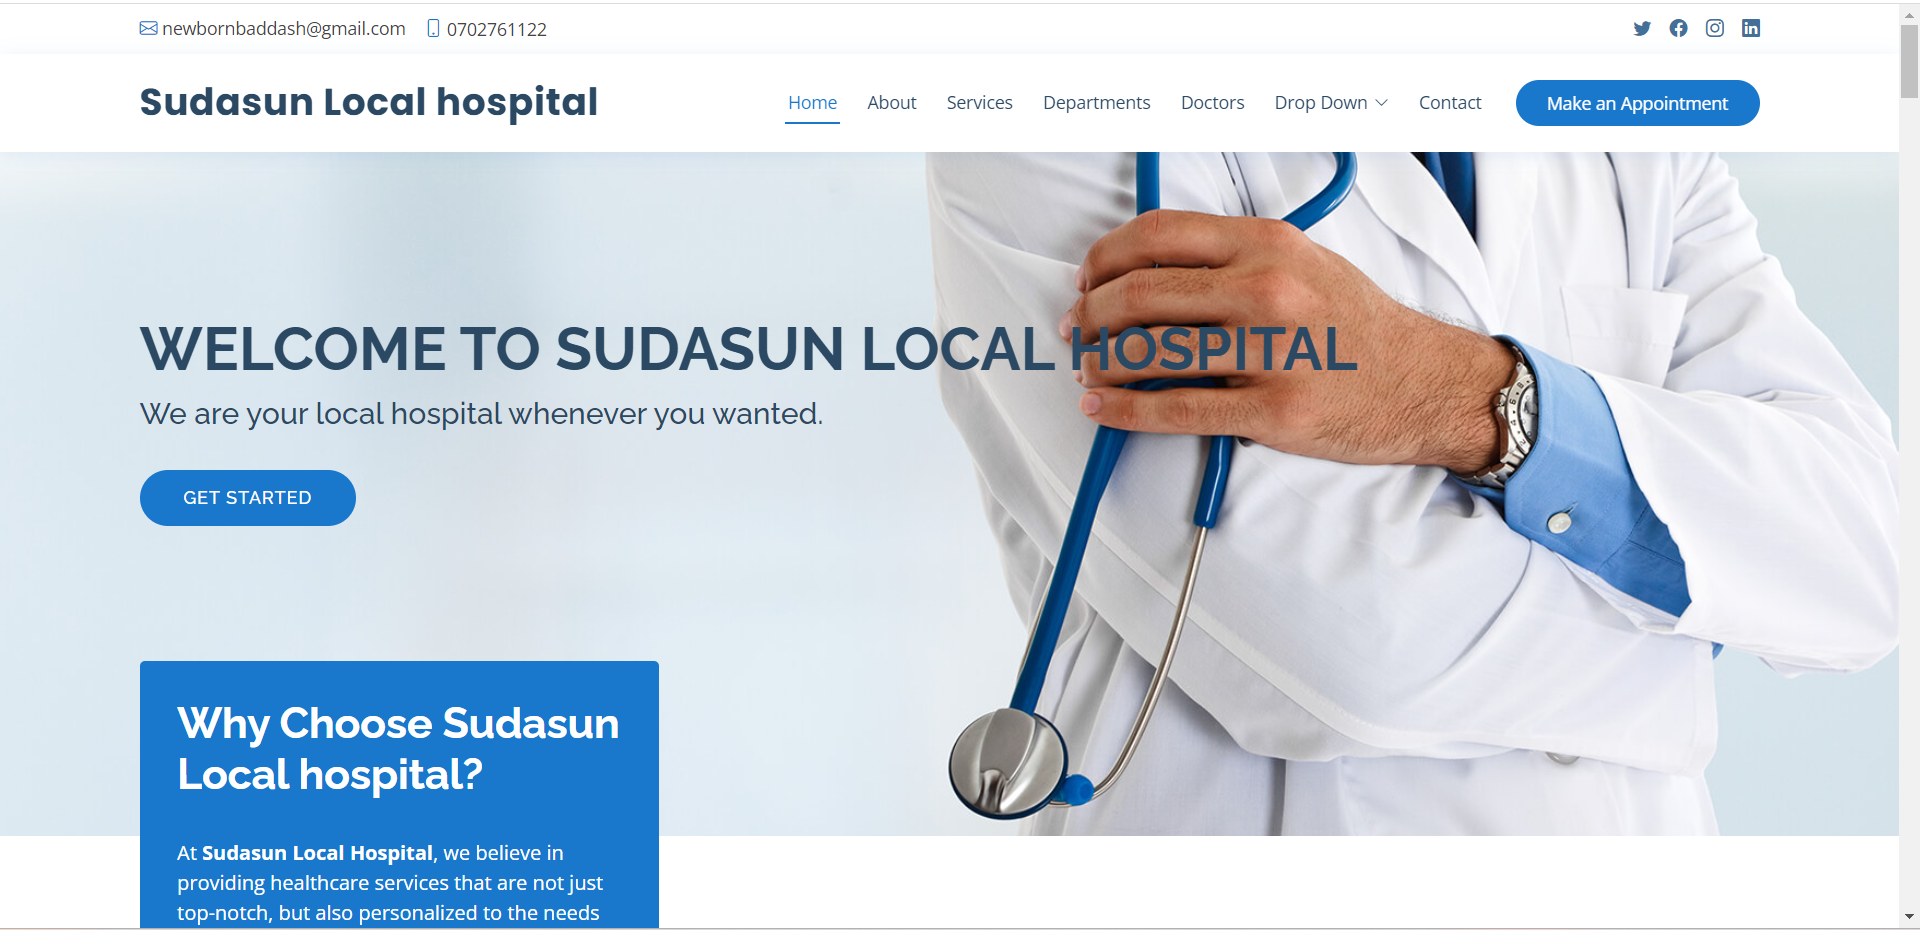 newbornbaddash@gmail.com 0702761122
Sudasun Local hospital
Home About Services Departments Doctors Drop Down Contact Make an Appointment
WELCOME TO SUDASUN LOCAL HOSPITAL
We are your local hospital whenever you wanted.
GET STARTED
Why Choose Sudasun
Local hospital?
At Sudasun Local Hospital, we believe in
providing healthcare services that are not just
top-notch, but also personalized to the needs